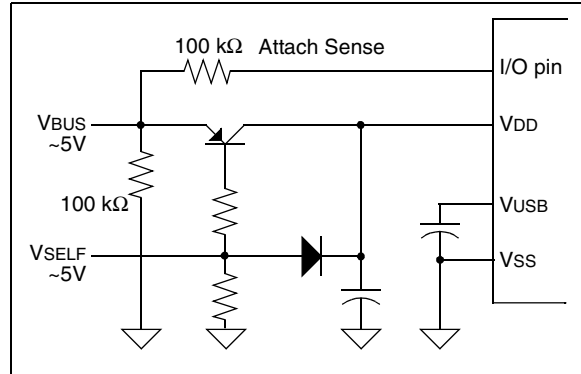 100 kΩ Attach Sense
I/O pin
VBUS
~5V
VDD
100 kΩ
VUSB
VSELF
~5V
VSS